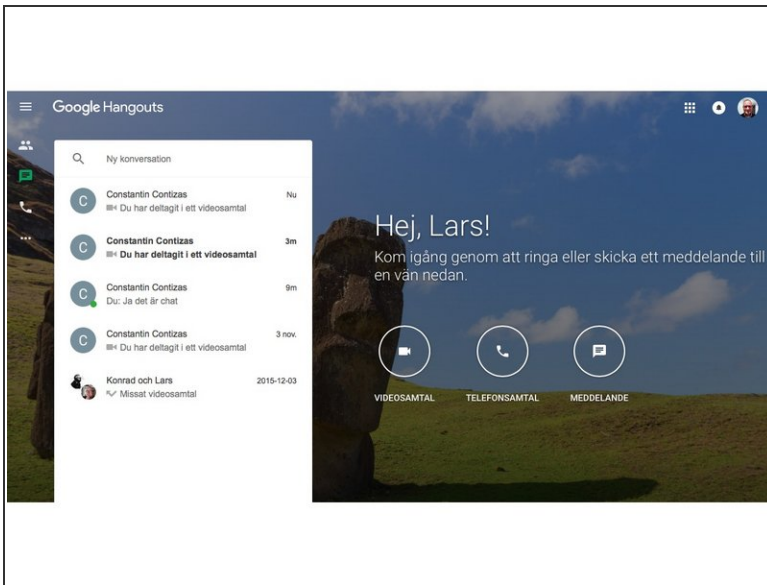 Google Hangouts
Ny konversation
Constantin Contizas Nu
Du har deltagit i ett videosamtal
Constantin Contizas 3m
Du har deltagit i ett videosamtal
C
Constantin Contizas 9m
C
Du: Ja det är chat
C
Constantin Contizas 3 nov.
C
Du har deltagit i ett videosamtal
Konrad och Lars 2015-12-03
Missat videosamtal
Hej, Lars!
Kom igång genom att ringa eller skicka ett meddelande till
en vän nedan.
VIDEOSAMTAL TELEFONSAMTAL MEDDELANDE